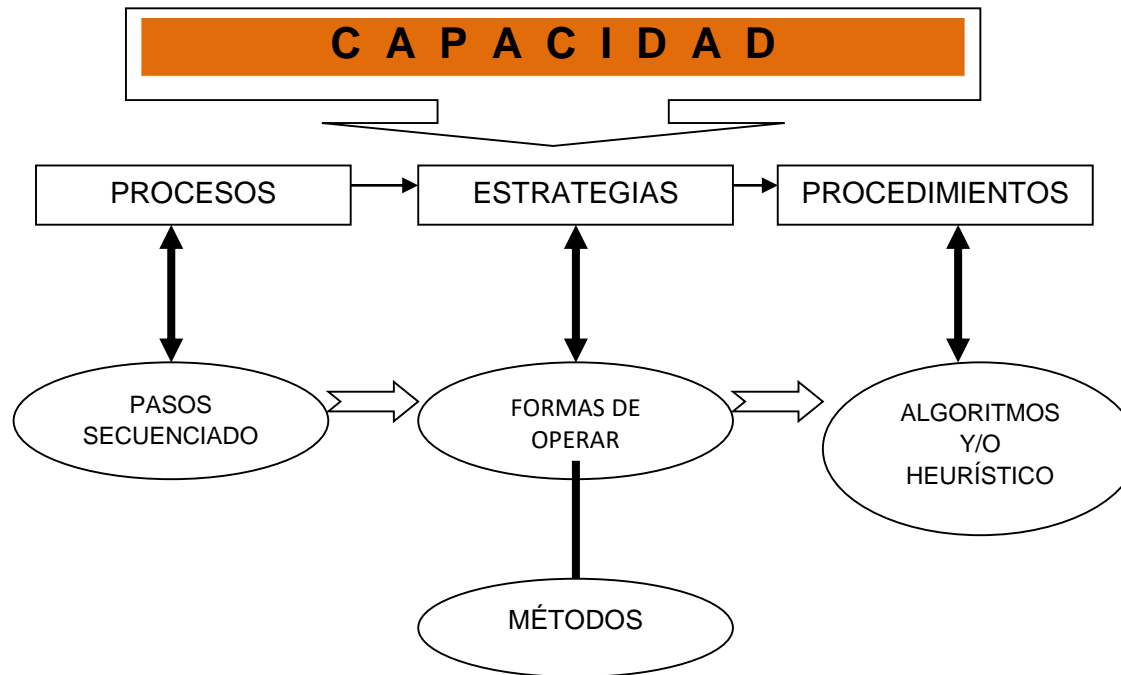 C A P A C I D A D
PROCESOS
ESTRATEGIAS
PROCEDIMIENTOS
PASOS
SECUENCIADO
FORMAS DE
OPERAR
ALGORITMOS
Y/O
HEURÍSTICO
MÉTODOS